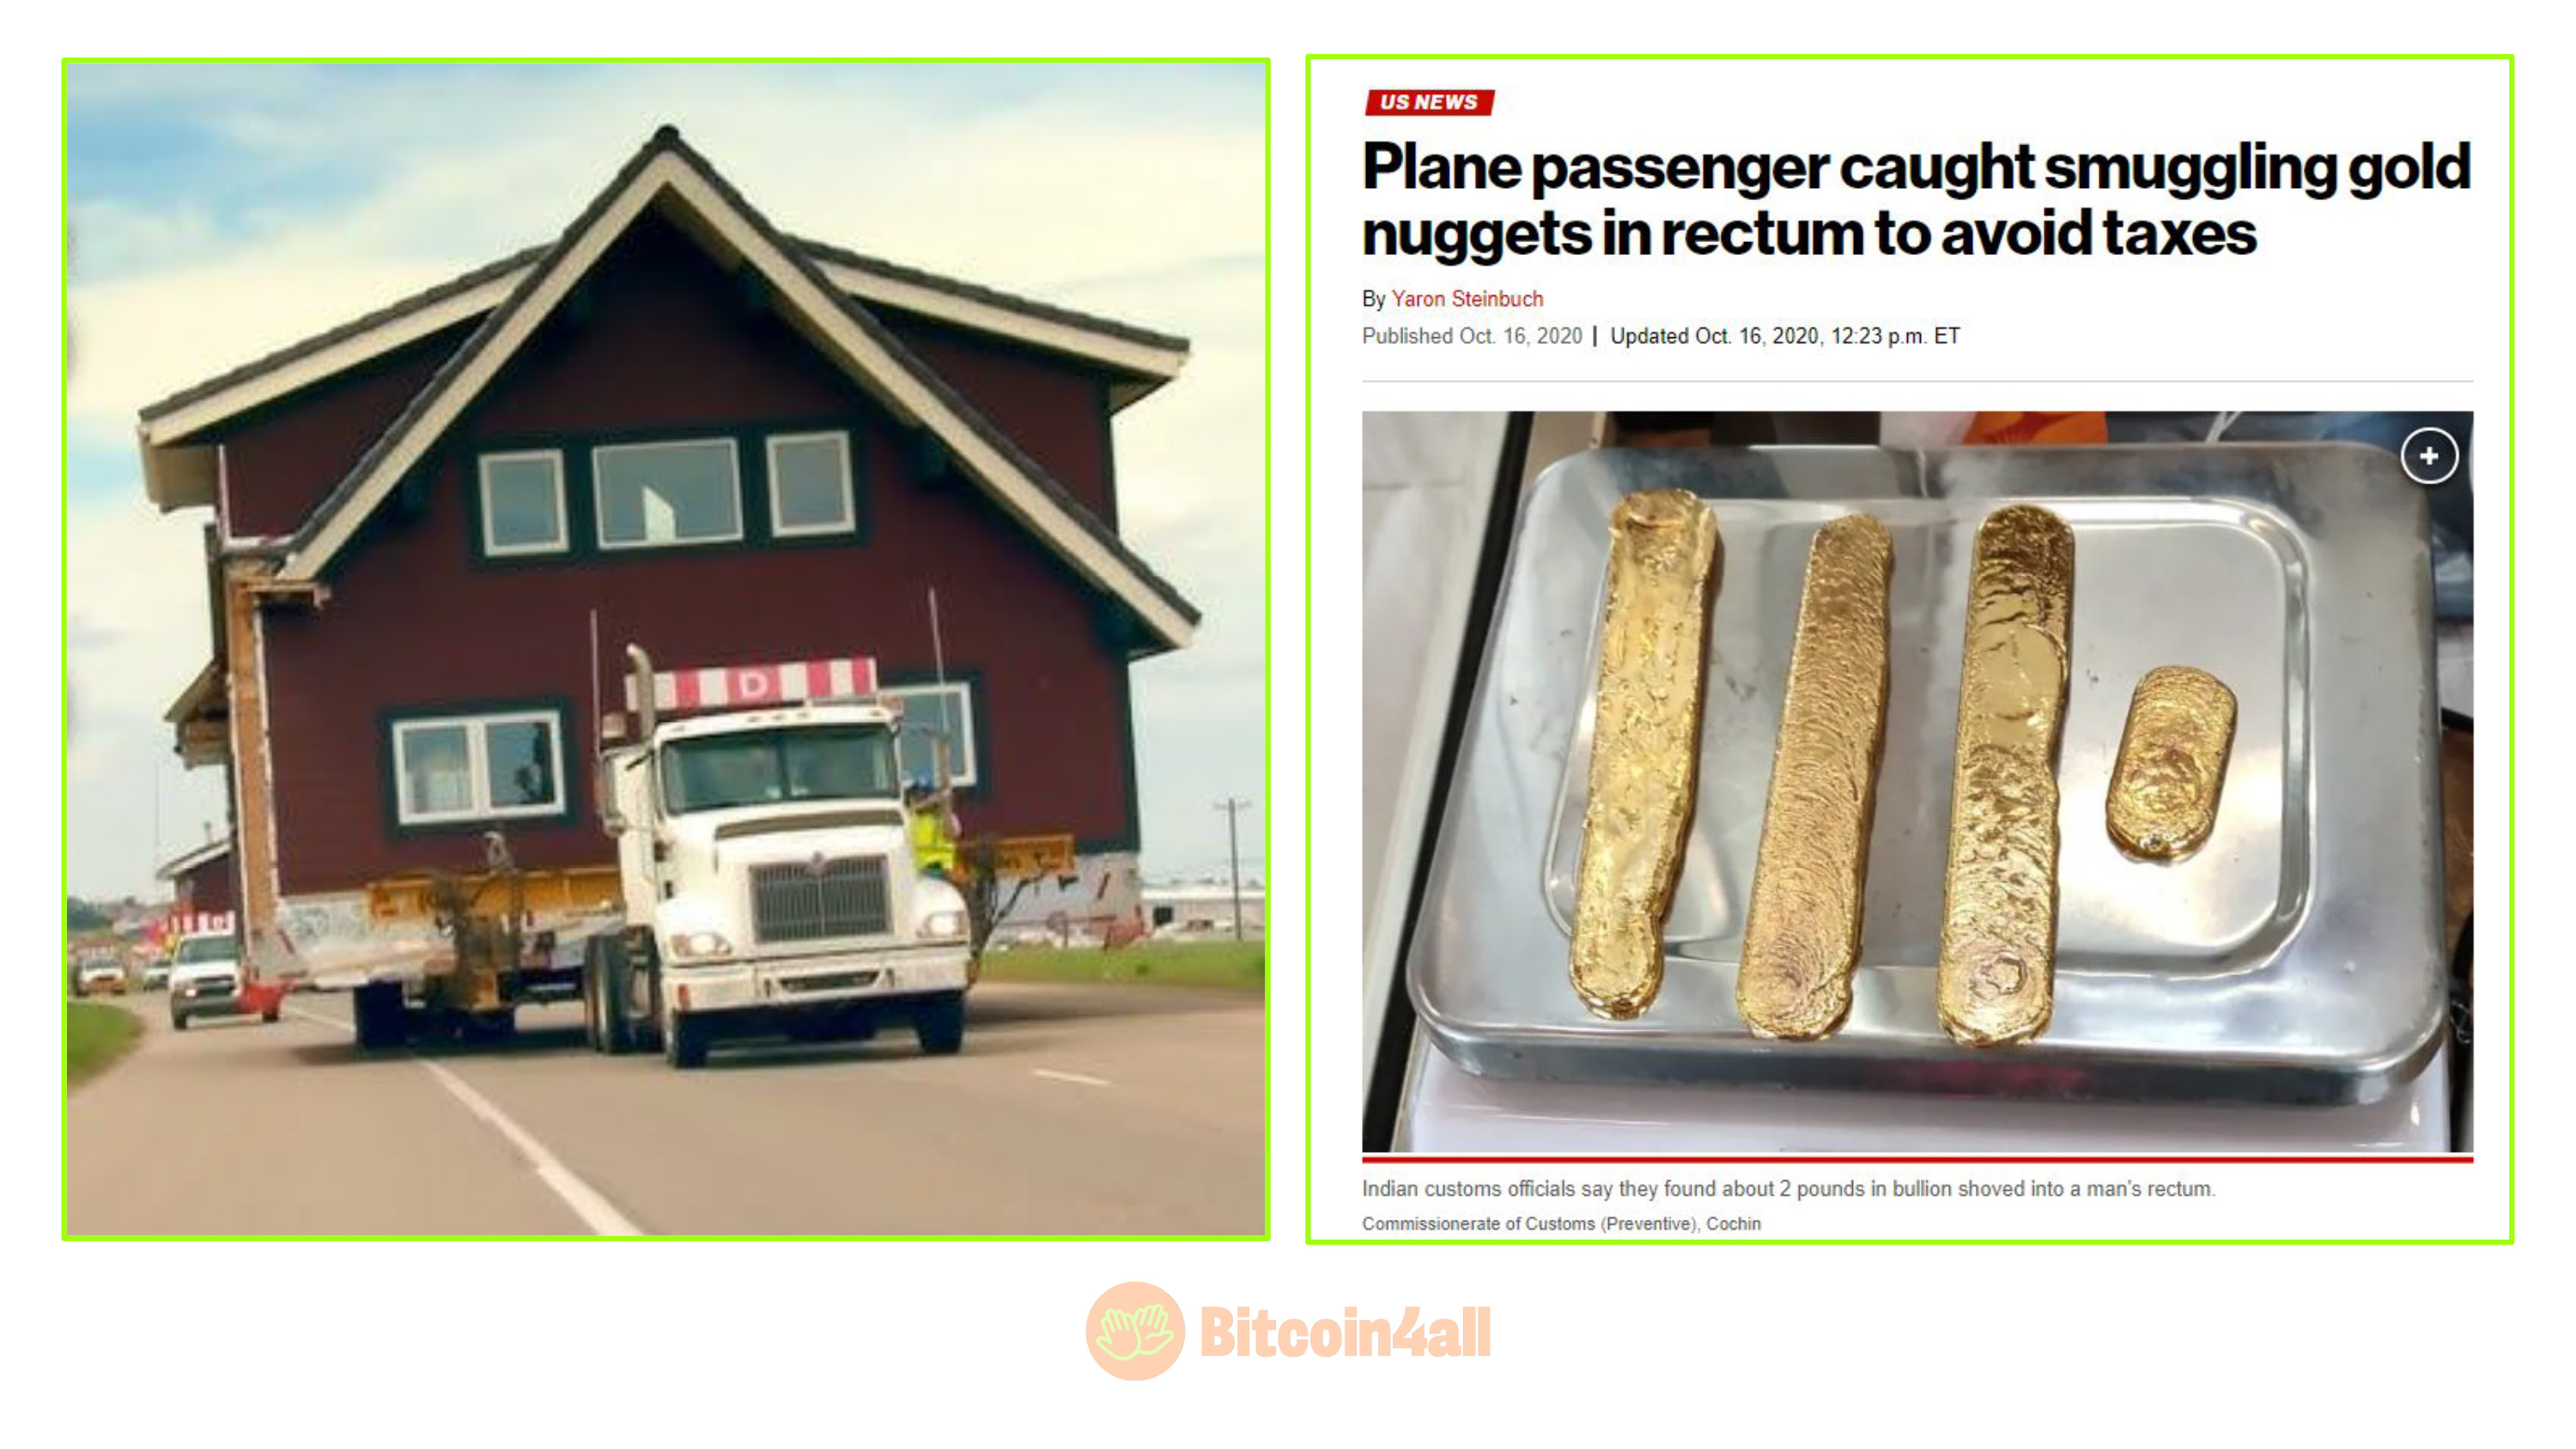 D
US NEWS
Plane passenger caught smuggling gold
nuggets in rectum to avoid taxes
By Yaron Steinbuch
Published Oct. 16, 2020 | Updated Oct. 16, 2020, 12:23 p.m. ET
Indian customs officials say they found about 2 pounds in bullion shoved into a man's rectum.
Commissionerate of Customs (Preventive), Cochin
Bitcoin4all